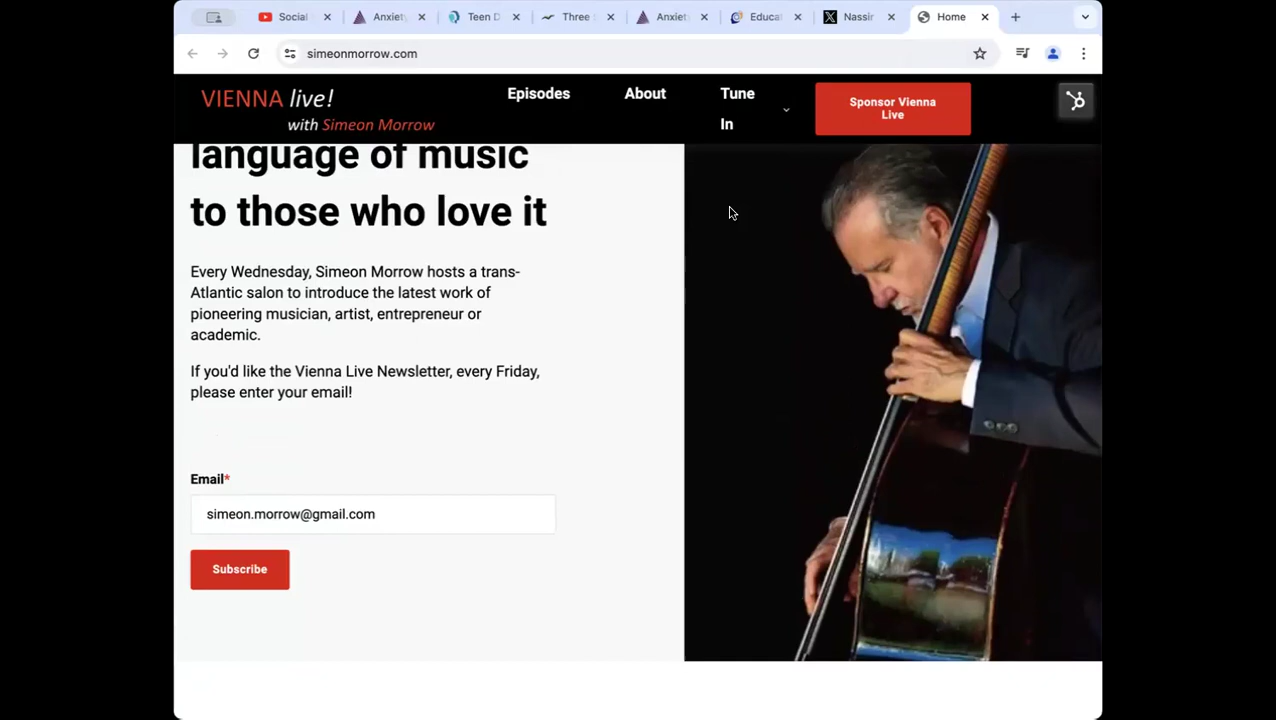 Social
Anxiety
Teen D
Three
Anxiet
Educa
Nassir
Home
simeonmorrow.com
VIENNA live!
with Simeon Morrow
Episodes
About
Tune
In
Sponsor Vienna
Live
language of music
to those who love it
Every Wednesday, Simeon Morrow hosts a trans-
Atlantic salon to introduce the latest work of
pioneering musician, artist, entrepreneur or
academic.
If you'd like the Vienna Live Newsletter, every Friday,
please enter your email!
Email*
simeon.morrow@gmail.com
Subscribe